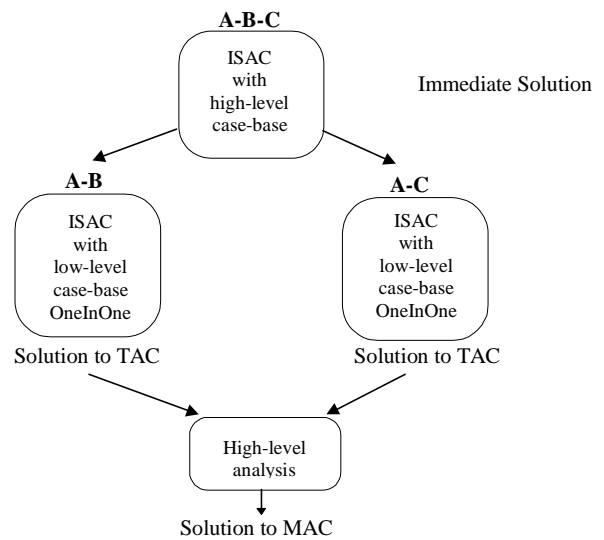 A-B-C
ISAC
with
high-level
case-base
Immediate Solution
A-B
ISAC
with
low-level
case-base
OneInOne
Solution to TAC
A-C
ISAC
with
low-level
case-base
OneInOne
Solution to TAC
High-level
analysis
Solution to MAC